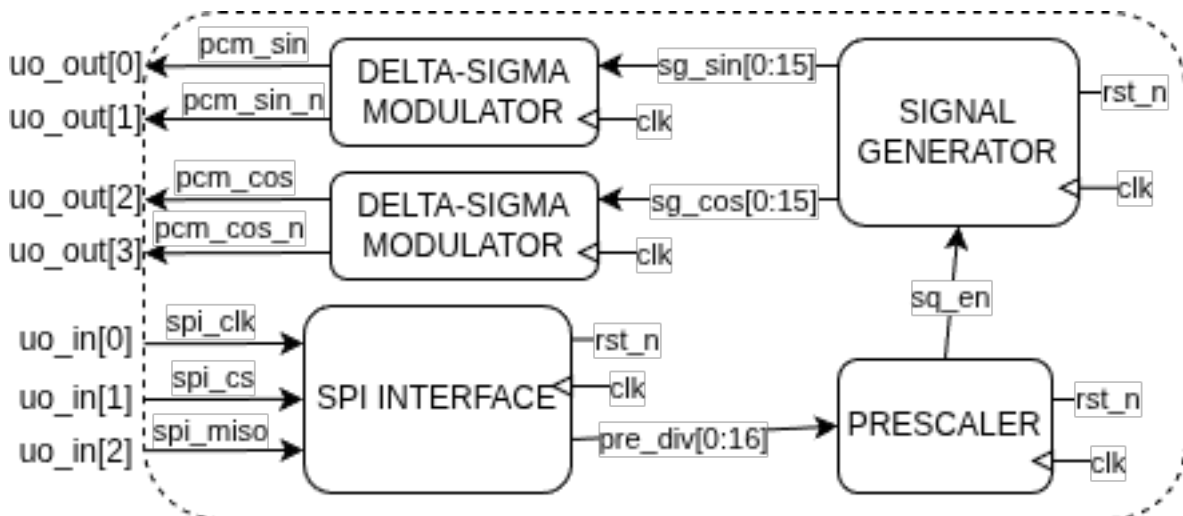 uo_out[0]
pcm_sin
DELTA-SIGMA
MODULATOR
sg_sin[0:15]
clk
uo_out[1]
pcm_sin_n
SIGNAL
GENERATOR
rst_n
clk
uo_out[2]
pcm_cos
DELTA-SIGMA
MODULATOR
sg_cos[0:15]
clk
uo_out[3]
pcm_cos_n
sq_en
uo_in[0]
spi_clk
SPI INTERFACE
rst_n
clk
pre_div[0:16]
uo_in[1]
spi_cs
uo_in[2]
spi_miso
PRESCALER
rst_n
clk